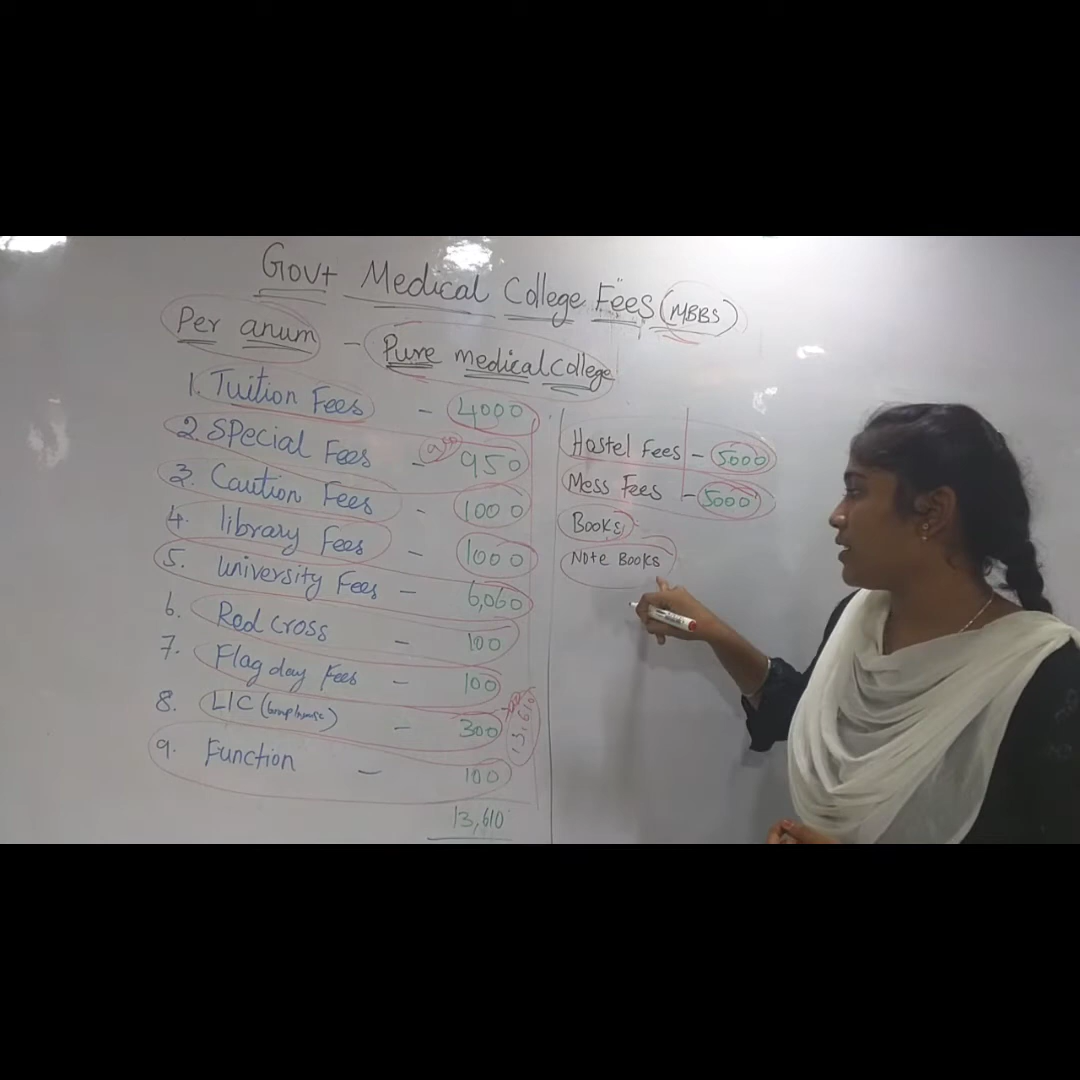 Govt Medical College Fees (MBBS)
Per anum - Pure medical College
1. Tuition Fees - 4000
2. Special Fees - 950
3. Caution Fees - 1000
4. library Fees - 1000
5. university Fees - 6,060
6. Red cross - 100
7. Flag day Fees - 100
8. LIC - 300
9. Function - 100
13,610
13,610
Hostel Fees - 5000
Mess Fees - 5000
Books
Note Books